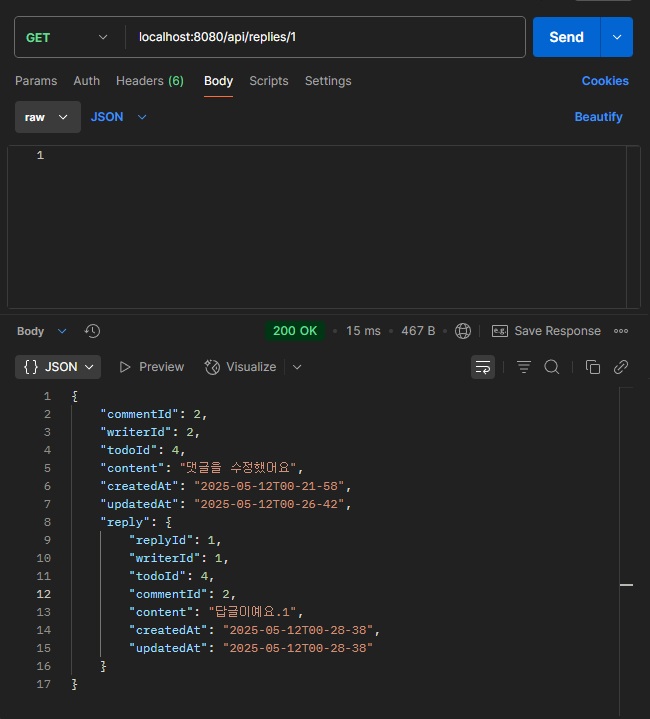 GET localhost:8080/api/replies/1 Send
Params Auth Headers (6) Body Scripts Settings Cookies
raw JSON Beautify
1
Body 200 OK • 15 ms • 467 B • e.g. Save Response
{} JSON Preview Visualize
1 {
2 "commentId": 2,
3 "writerId": 2,
4 "todoId": 4,
5 "content": "댓글을 수정했어요",
6 "createdAt": "2025-05-12T00-21-58",
7 "updatedAt": "2025-05-12T00-26-42",
8 "reply": {
9 "replyId": 1,
10 "writerId": 1,
11 "todoId": 4,
12 "commentId": 2,
13 "content": "답글이예요.1",
14 "createdAt": "2025-05-12T00-28-38",
15 "updatedAt": "2025-05-12T00-28-38"
16 }
17 }